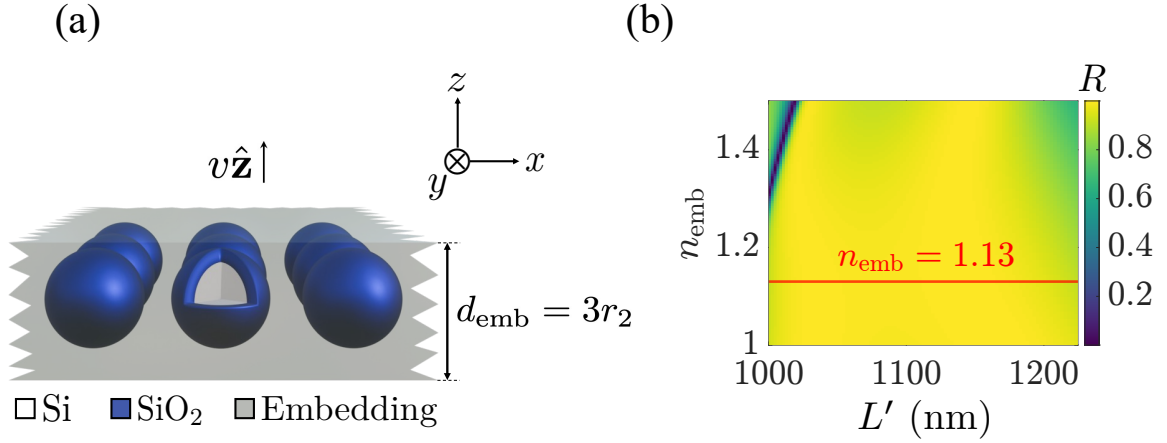 (a)
z
vẑ
x
y
d_emb = 3r_2
Si
SiO_2
Embedding
(b)
R
1.4
1.2
1
n_emb
n_emb = 1.13
0.8
0.6
0.4
0.2
1000 1100 1200
L′ (nm)